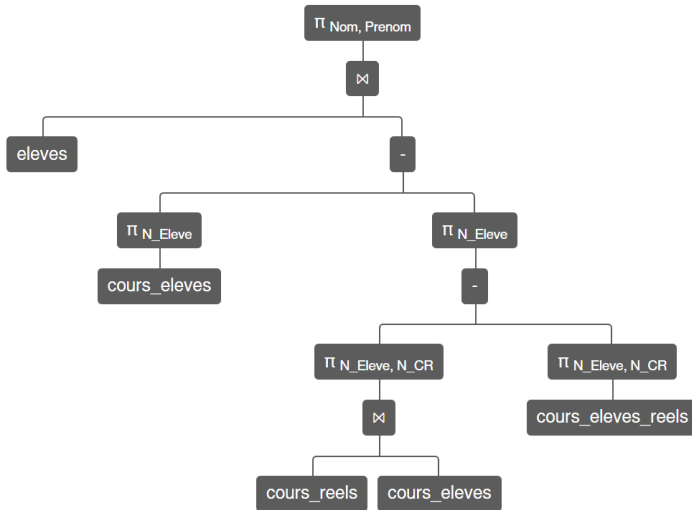 π Nom, Prenom
⋈
eleves
-
π N_Eleve
π N_Eleve
cours_eleves
-
π N_Eleve, N_CR
π N_Eleve, N_CR
⋈
cours_eleves_reels
cours_reels
cours_eleves